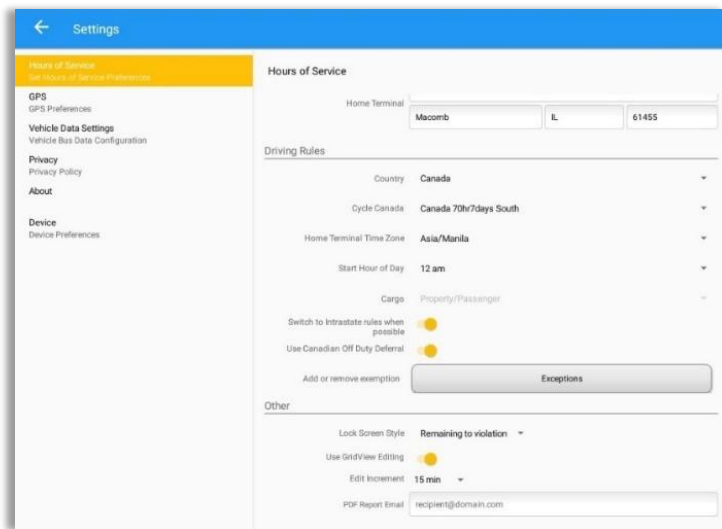 Settings
Hours of Service
Set Hours of Service Preferences
GPS
GPS Preferences
Vehicle Data Settings
Vehicle Bus Data Configuration
Privacy
Privacy Policy
About
Device
Device Preferences
Hours of Service
Home Terminal
Macomb IL 61455
Driving Rules
Country Canada
Cycle Canada Canada 70hr7days South
Home Terminal Time Zone Asia/Manila
Start Hour of Day 12 am
Cargo Property/Passenger
Switch to Intrastate rules when
possible
Use Canadian Off Duty Deferral
Add or remove exemption Exceptions
Other
Lock Screen Style Remaining to violation
Use GridView Editing
Edit Increment 15 min
PDF Report Email recipient@domain.com